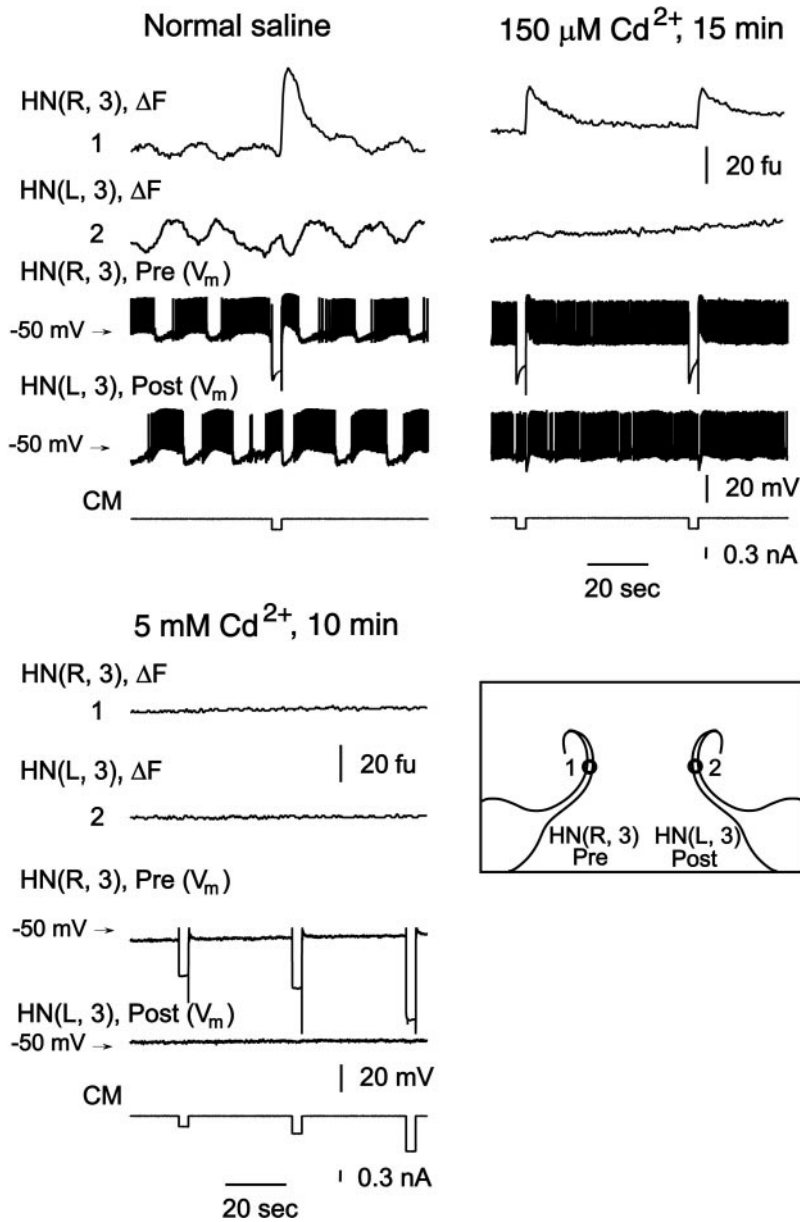 Normal saline
HN(R, 3), ΔF
1
HN(L, 3), ΔF
2
HN(R, 3), Pre (Vm)
-50 mV →
HN(L, 3), Post (Vm)
-50 mV →
CM
150 μM Cd2+, 15 min
20 fu
20 mV
0.3 nA
20 sec
5 mM Cd2+, 10 min
HN(R, 3), ΔF
1
20 fu
HN(L, 3), ΔF
2
HN(R, 3), Pre (Vm)
-50 mV →
HN(L, 3), Post (Vm)
-50 mV →
20 mV
CM
0.3 nA
20 sec
1 2
HN(R, 3) HN(L, 3)
Pre Post